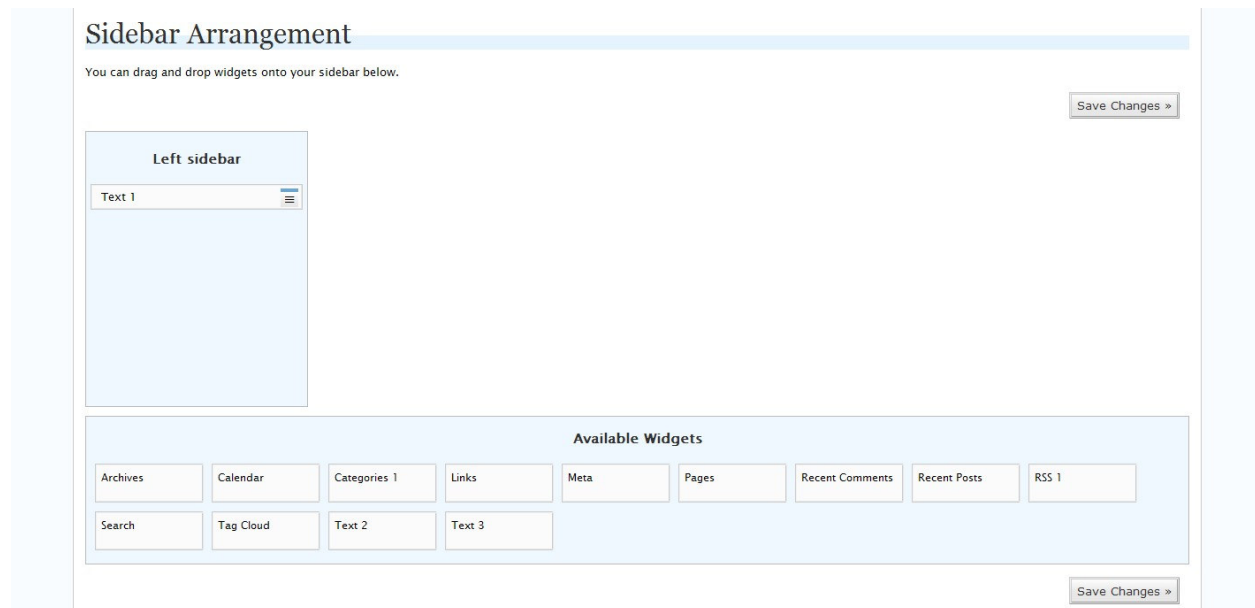 Sidebar Arrangement
You can drag and drop widgets onto your sidebar below.
Save Changes »
Left sidebar
Text 1
Available Widgets
Archives Calendar Categories 1 Links Meta Pages Recent Comments Recent Posts RSS 1
Search Tag Cloud Text 2 Text 3
Save Changes »